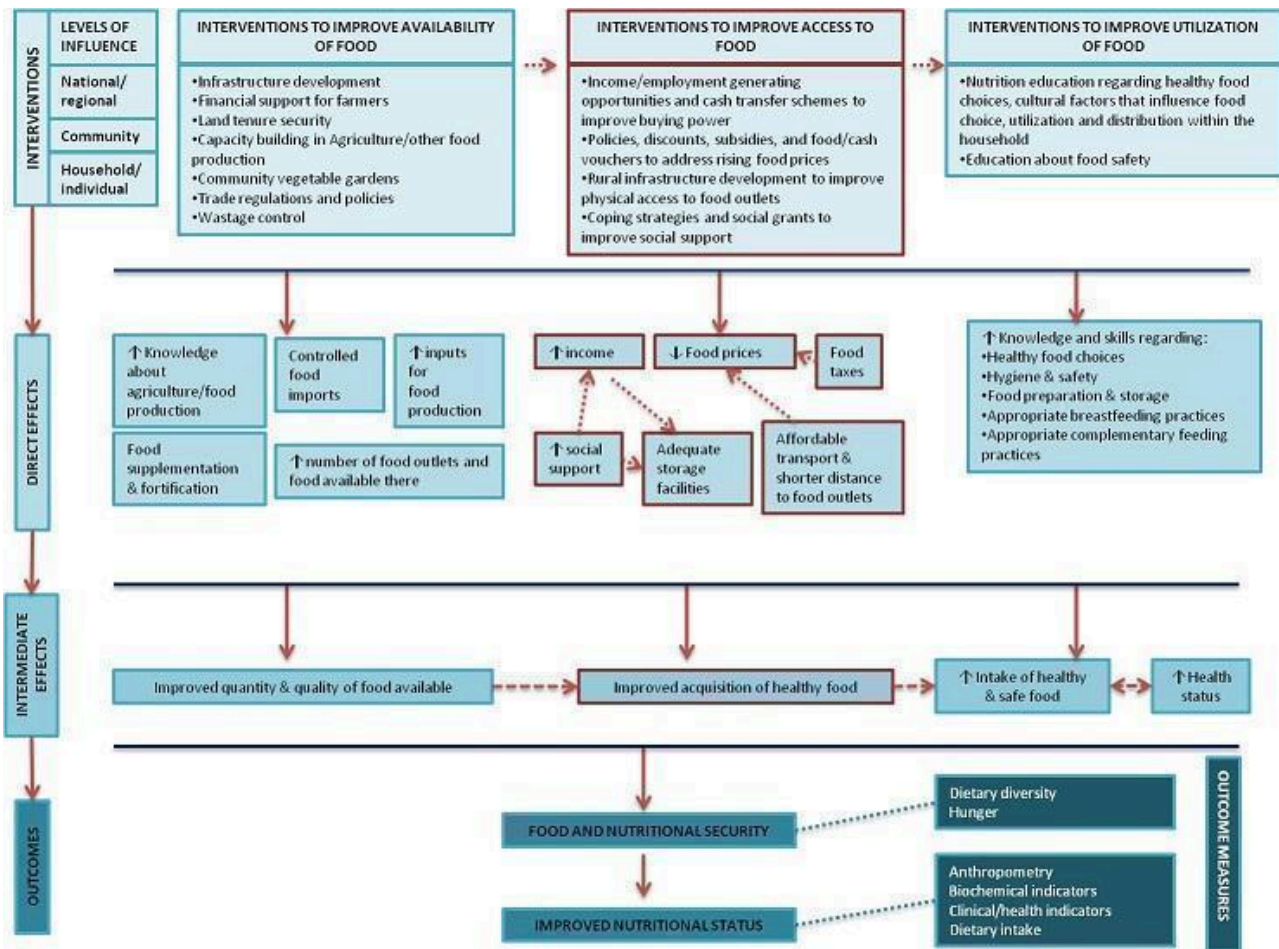 INTERVENTIONS
LEVELS OF
INFLUENCE
National/
regional
Community
Household/
individual
INTERVENTIONS TO IMPROVE AVAILABILITY
OF FOOD
•Infrastructure development
•Financial support for farmers
•Land tenure security
•Capacity building in Agriculture/other food
production
•Community vegetable gardens
•Trade regulations and policies
•Wastage control
INTERVENTIONS TO IMPROVE ACCESS TO
FOOD
•Income/employment generating
opportunities and cash transfer schemes to
improve buying power
•Policies, discounts, subsidies, and food/cash
vouchers to address rising food prices
•Rural infrastructure development to improve
physical access to food outlets
•Coping strategies and social grants to
improve social support
INTERVENTIONS TO IMPROVE UTILIZATION
OF FOOD
•Nutrition education regarding healthy food
choices, cultural factors that influence food
choice, utilization and distribution within the
household
•Education about food safety
DIRECT EFFECTS
↑ Knowledge
about
agriculture/food
production
Controlled
food
imports
↑ inputs
for
food
production
Food
supplementation
& fortification
↑ number of food outlets and
food available there
↑ income
↓ Food prices
Food
taxes
↑ social
support
Adequate
storage
facilities
Affordable
transport &
shorter distance
to food outlets
↑ Knowledge and skills regarding:
•Healthy food choices
•Hygiene & safety
•Food preparation & storage
•Appropriate breastfeeding practices
•Appropriate complementary feeding
practices
INTERMEDIATE
EFFECTS
Improved quantity & quality of food available
Improved acquisition of healthy food
↑ Intake of healthy
& safe food
↑ Health
status
OUTCOMES
FOOD AND NUTRITIONAL SECURITY
Dietary diversity
Hunger
IMPROVED NUTRITIONAL STATUS
Anthropometry
Biochemical indicators
Clinical/health indicators
Dietary intake
OUTCOME MEASURES